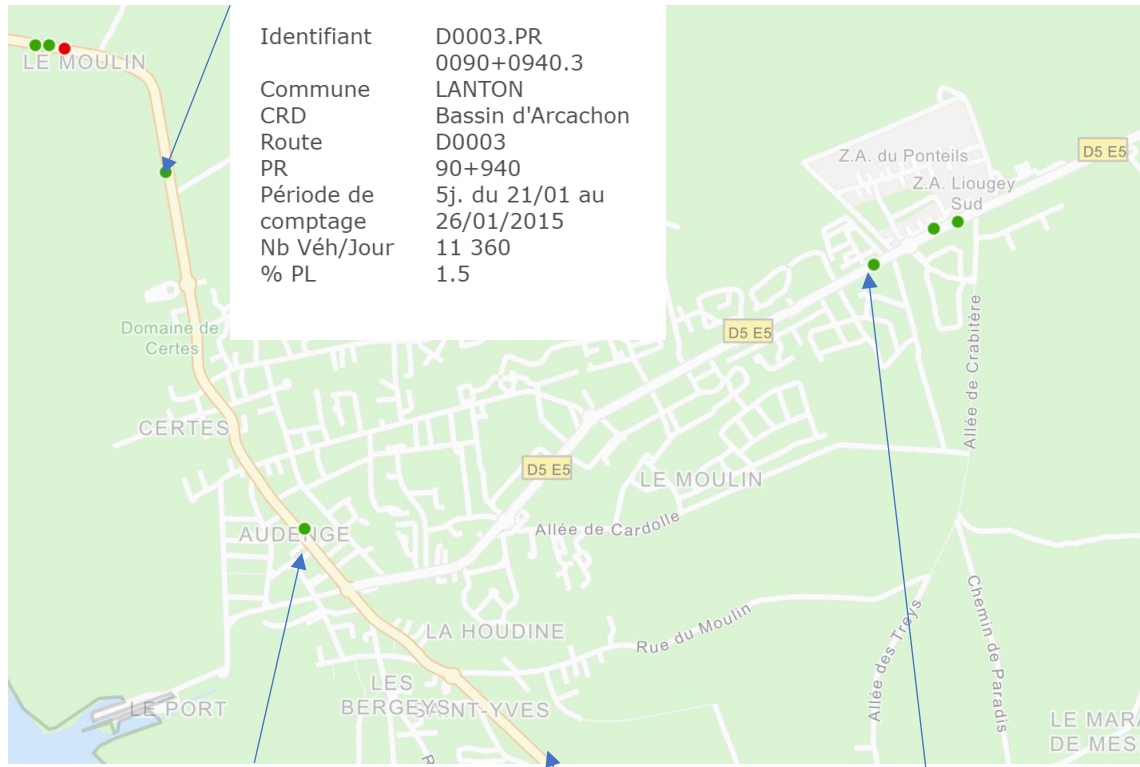 Identifiant D0003.PR
0090+0940.3
Commune LANTON
CRD Bassin d'Arcachon
Route D0003
PR 90+940
Période de 5j. du 21/01 au
comptage 26/01/2015
Nb Véh/Jour 11 360
% PL 1.5
LE MOULIN
Z.A. du Ponteils
D5 E5
Z.A. Liougey
Sud
Domaine de
Certes
D5 E5
Allée de Crabitère
CERTES
D5 E5
LE MOULIN
Allée de Cardolle
AUDENGE
Chemin de Paradis
Allée des Treys
Rue du Moulin
LA HOUDINE
LES
BERGEYS
SAINT-YVES
LE PORT
LE MARA
DE MES